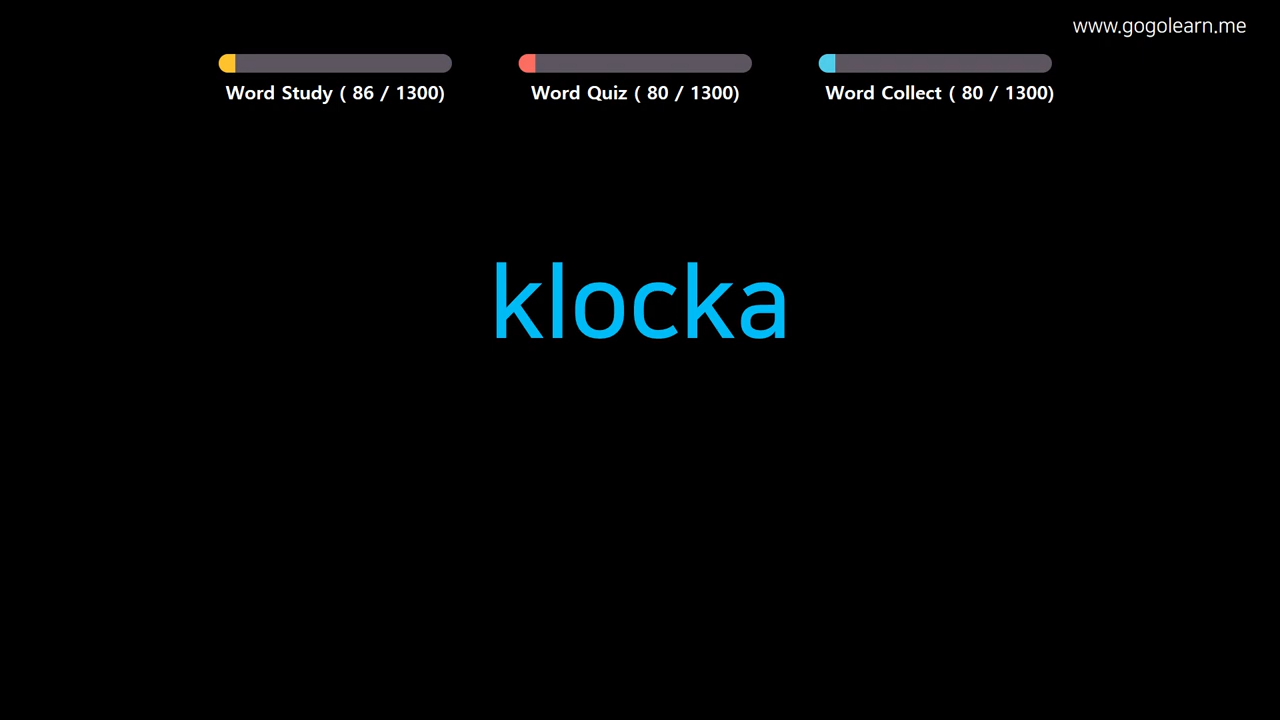 www.gogolearn.me
Word Study ( 86 / 1300)
Word Quiz ( 80 / 1300)
Word Collect ( 80 / 1300)
klocka